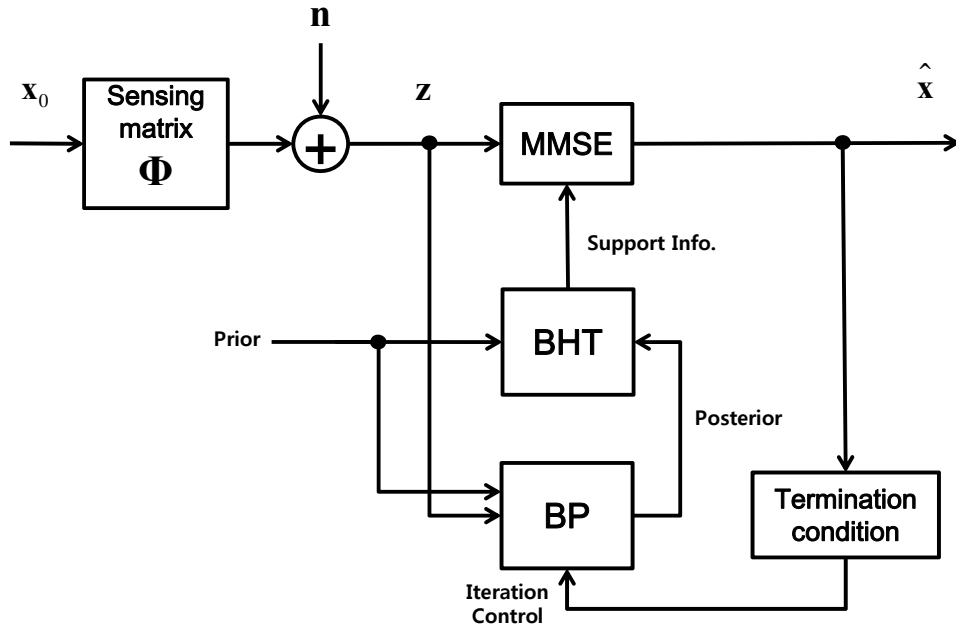 n
x₀
Sensing
matrix
Φ
+
z
MMSE
x̂
Support Info.
Prior
BHT
Posterior
BP
Termination
condition
Iteration
Control